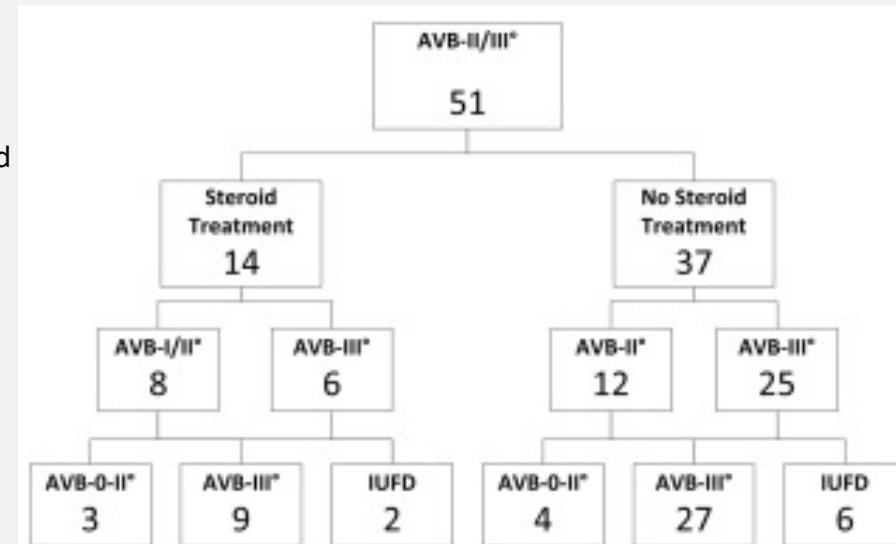 d
AVB-II/III°
51
Steroid
Treatment
14
No Steroid
Treatment
37
AVB-I/II°
8
AVB-III°
6
AVB-II°
12
AVB-III°
25
AVB-0-II°
3
AVB-III°
9
IUFD
2
AVB-0-II°
4
AVB-III°
27
IUFD
6